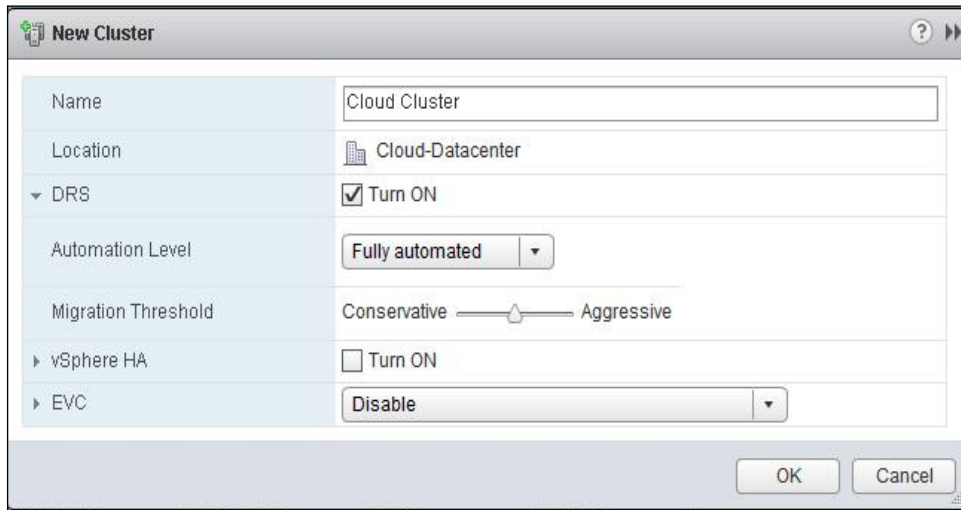 New Cluster ?
Name Cloud Cluster
Location Cloud-Datacenter
DRS Turn ON
Automation Level Fully automated
Migration Threshold Conservative Aggressive
vSphere HA Turn ON
EVC Disable
OK Cancel